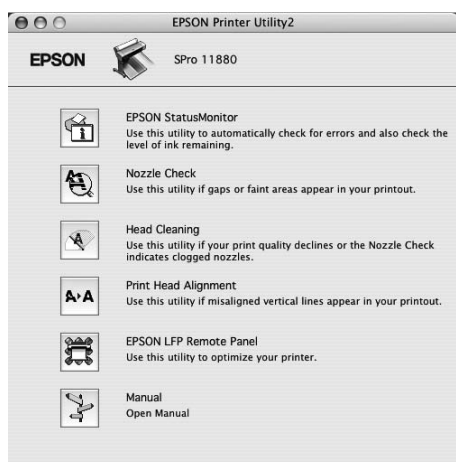 EPSON Printer Utility2
EPSON SPro 11880
EPSON StatusMonitor
Use this utility to automatically check for errors and also check the
level of ink remaining.
Nozzle Check
Use this utility if gaps or faint areas appear in your printout.
Head Cleaning
Use this utility if your print quality declines or the Nozzle Check
indicates clogged nozzles.
A▸A Print Head Alignment
Use this utility if misaligned vertical lines appear in your printout.
EPSON LFP Remote Panel
Use this utility to optimize your printer.
Manual
Open Manual